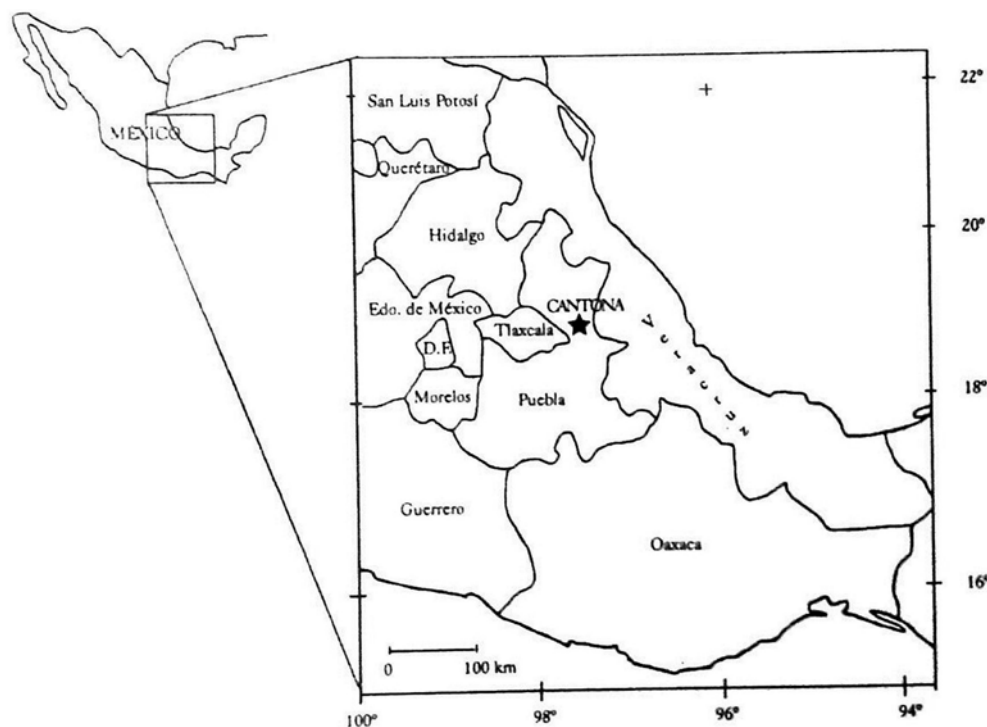 MÉXICO
San Luis Potosí
Querétaro
Hidalgo
Edo. de México
D.F.
Tlaxcala
CANTONA
Morelos
Puebla
Veracruz
Guerrero
Oaxaca
0 100 km
22°
20°
18°
16°
100° 98° 96° 94°